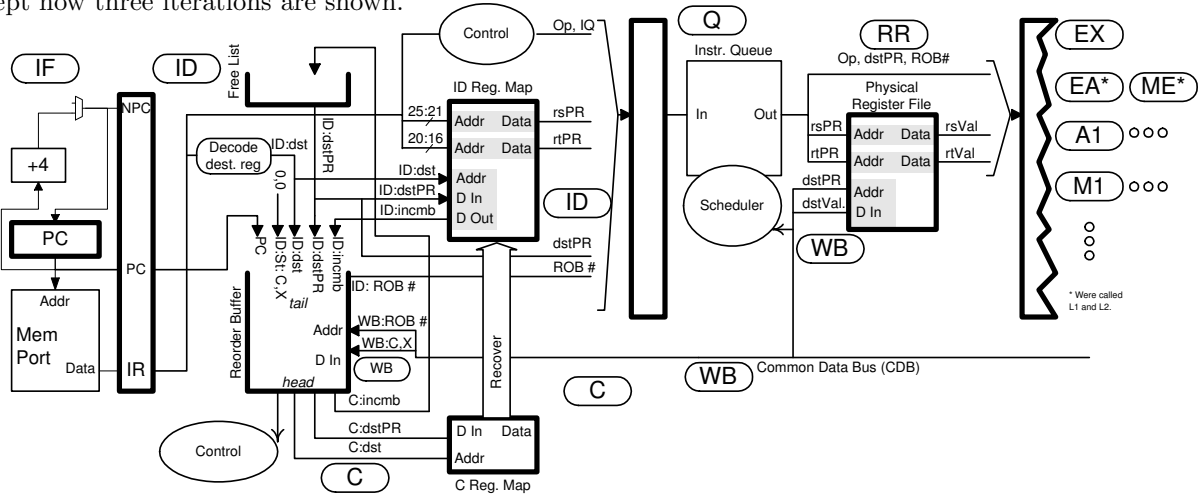 ept now three iterations are shown.
IF
ID
Free List
Control
Op, IQ
Q
Instr. Queue
RR
Op, dstPR, ROB#
EX
NPC
ID Reg. Map
Physical
Register File
EA*
ME*
+4
Decode
dest. reg
ID:dst
ID:dstPR
25:21
Addr
Data
rsPR
In
Out
20:16
Addr
Data
rtPR
rsPR
Addr
Data
rsVal
A1
rtPR
Addr
Data
rtVal
0,0
ID:dst
Addr
ID:dstPR
D In
ID:incmb
D Out
ID
dstPR
Addr
dstVal.
D In
M1
Scheduler
WB
PC
PC
ID:St: C,X
ID:dst
ID:dstPR
ID:incmb
tail
dstPR
ROB #
PC
ID: ROB #
Addr
Mem
Port
Data
IR
Reorder Buffer
Addr
WB:ROB #
D In
WB:C,X
WB
head
Recover
* Were called
L1 and L2.
WB
Common Data Bus (CDB)
C
C:incmb
C:dstPR
C:dst
D In
Data
Addr
C Reg. Map
Control
C